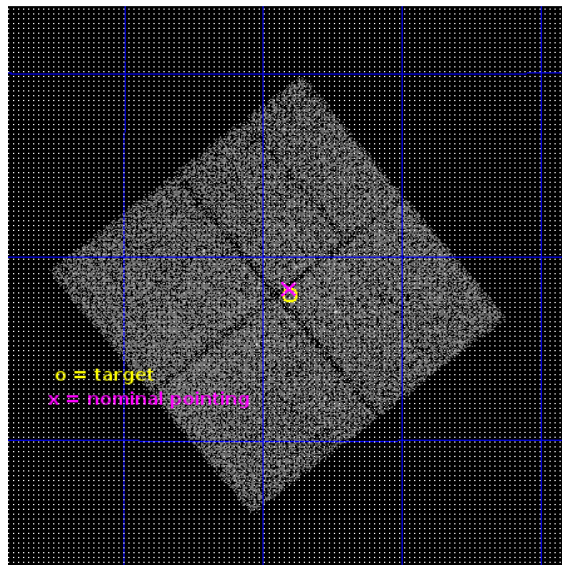 o = target
x = nominal pointing